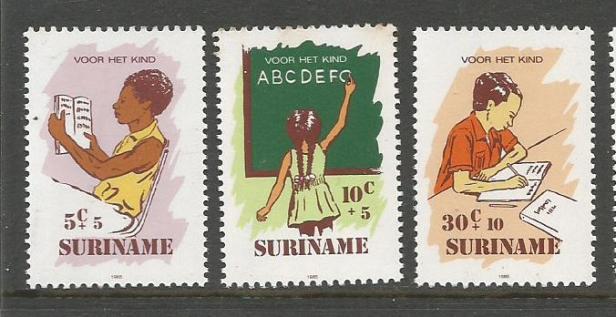 VOOR HET KIND
5c + 5
SURINAME
1985
VOOR HET KIND
ABCDEFG
10c + 5
SURINAME
1985
VOOR HET KIND
30c + 10
SURINAME
1985